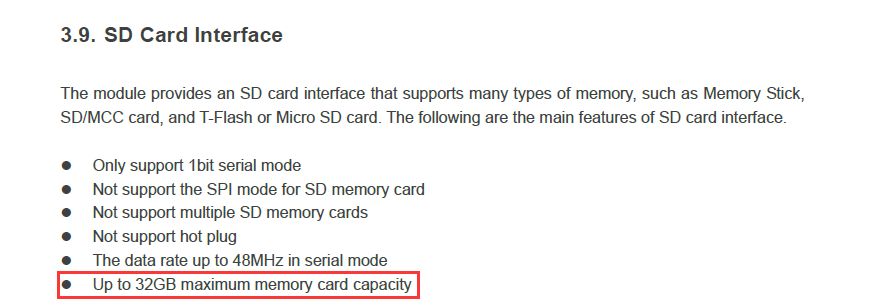 3.9. SD Card Interface
The module provides an SD card interface that supports many types of memory, such as Memory Stick,
SD/MCC card, and T-Flash or Micro SD card. The following are the main features of SD card interface.
● Only support 1bit serial mode
● Not support the SPI mode for SD memory card
● Not support multiple SD memory cards
● Not support hot plug
● The data rate up to 48MHz in serial mode
● Up to 32GB maximum memory card capacity